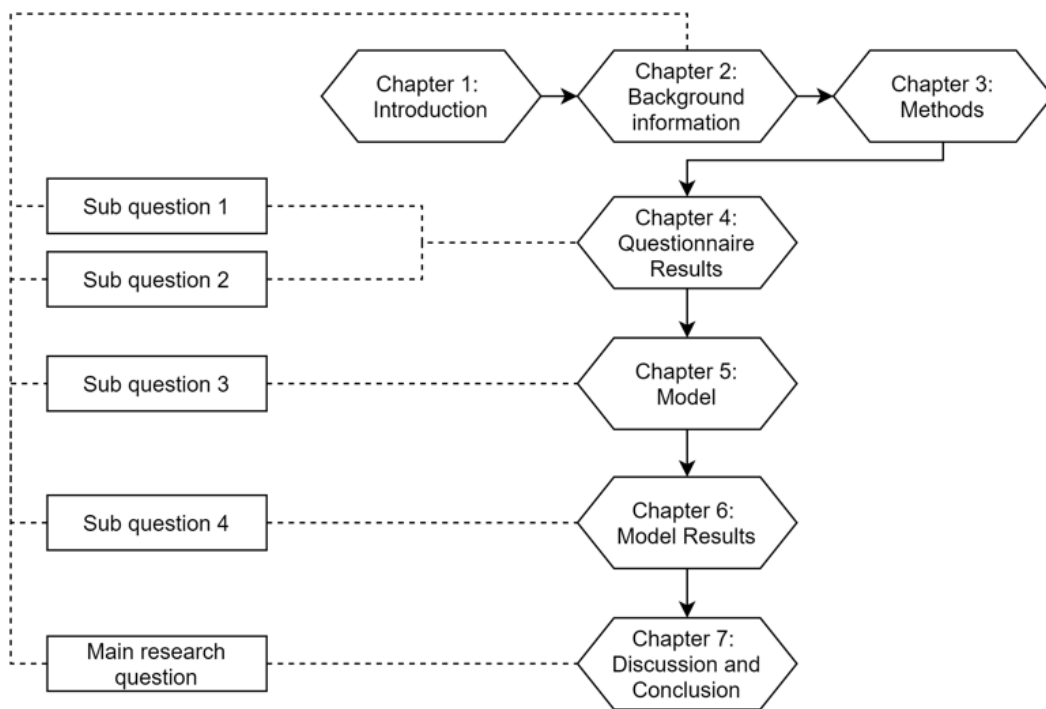 Chapter 1:
Introduction
Chapter 2:
Background
information
Chapter 3:
Methods
Sub question 1
Sub question 2
Chapter 4:
Questionnaire
Results
Sub question 3
Chapter 5:
Model
Sub question 4
Chapter 6:
Model Results
Main research
question
Chapter 7:
Discussion and
Conclusion